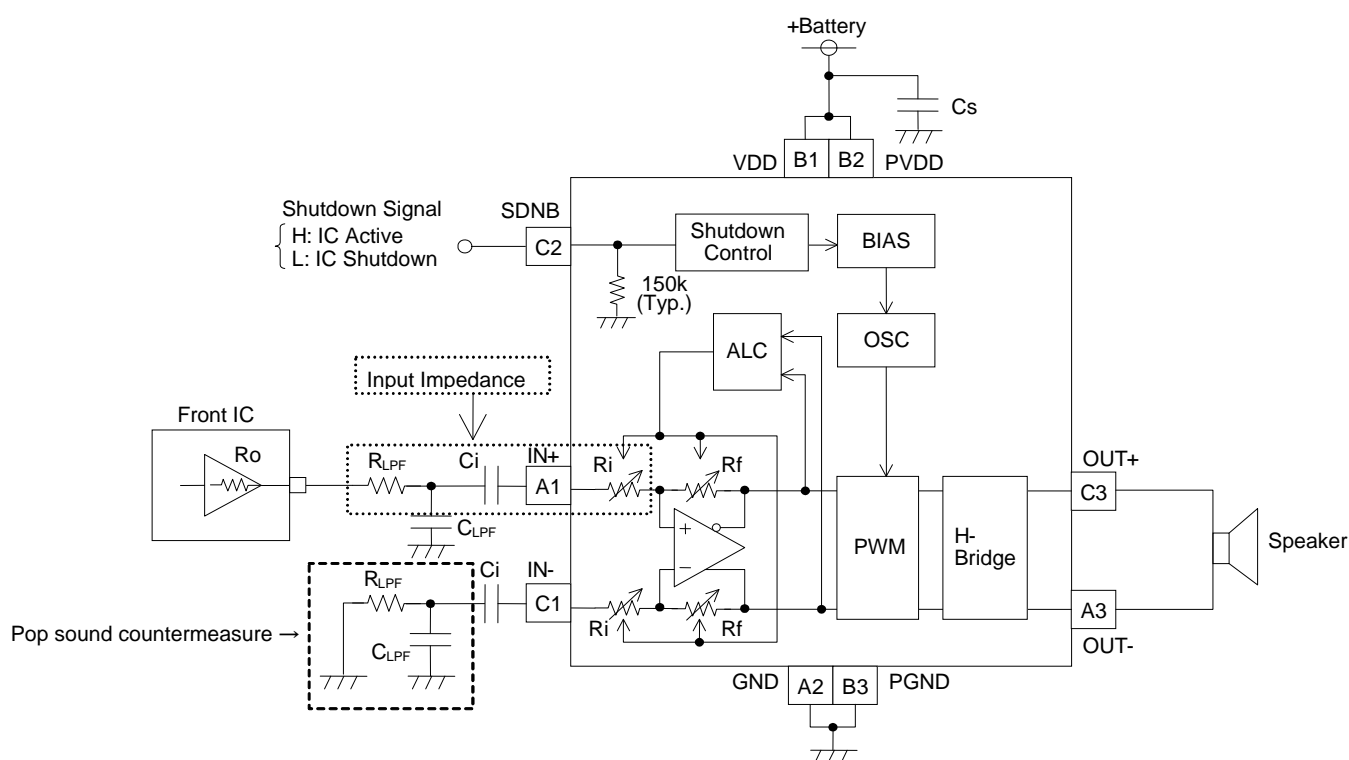 +Battery
Cs
VDD
B1
B2
PVDD
Shutdown Signal
H: IC Active
L: IC Shutdown
SDNB
C2
Shutdown
Control
BIAS
150k
(Typ.)
ALC
OSC
Input Impedance
Front IC
Ro
RLPF
Ci
IN+
A1
Ri
Rf
CLPF
+
−
PWM
H-
Bridge
OUT+
C3
Speaker
Pop sound countermeasure →
RLPF
CLPF
Ci
IN-
C1
Ri
Rf
A3
OUT-
GND
A2
B3
PGND